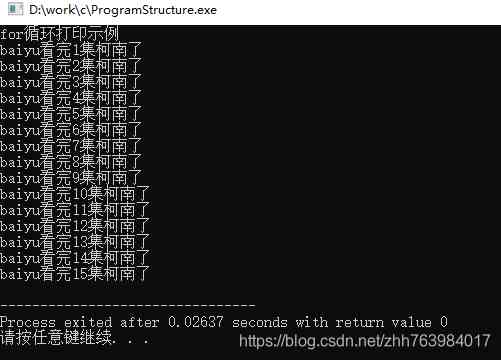 D:\work\c\ProgramStructure.exe
for循环打印示例
baiyu看完1集柯南了
baiyu看完2集柯南了
baiyu看完3集柯南了
baiyu看完4集柯南了
baiyu看完5集柯南了
baiyu看完6集柯南了
baiyu看完7集柯南了
baiyu看完8集柯南了
baiyu看完9集柯南了
baiyu看完10集柯南了
baiyu看完11集柯南了
baiyu看完12集柯南了
baiyu看完13集柯南了
baiyu看完14集柯南了
baiyu看完15集柯南了
--------------------------------
Process exited after 0.02637 seconds with return value 0
请按任意键继续. . .
https://blog.csdn.net/zhh763984017